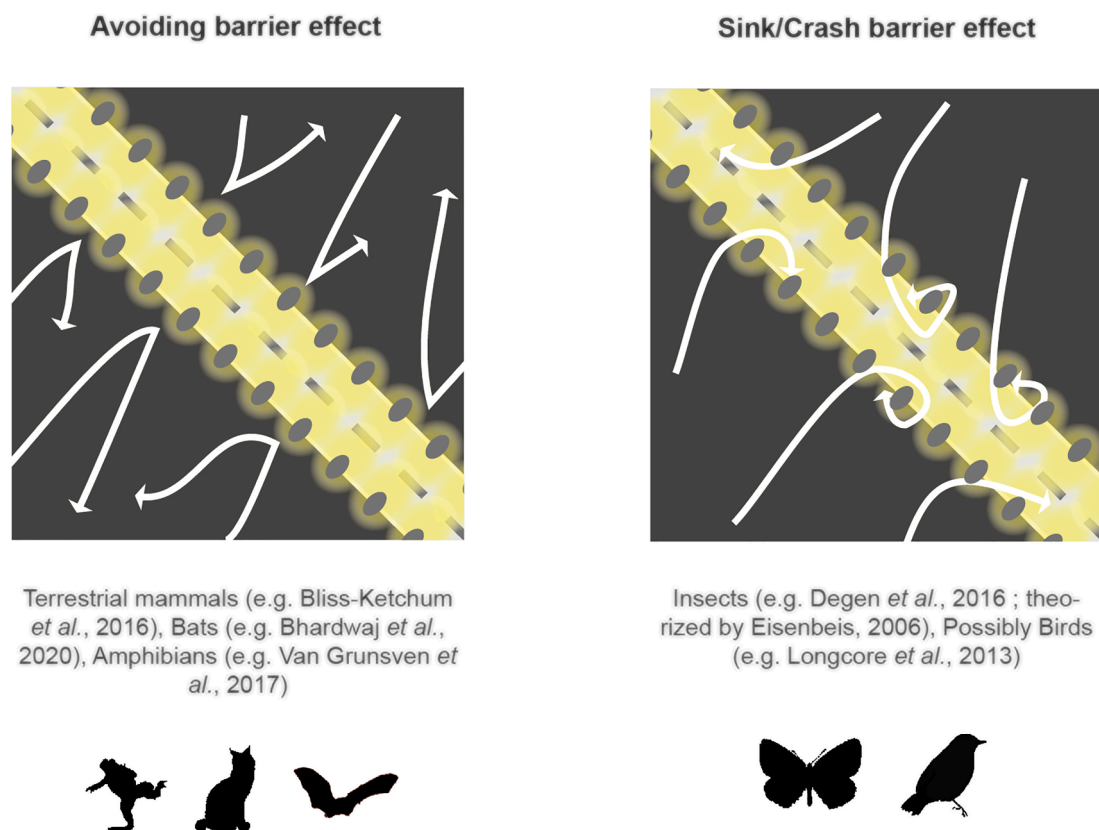 Avoiding barrier effect
Sink/Crash barrier effect
Terrestrial mammals (e.g. Bliss-Ketchum
et al., 2016), Bats (e.g. Bhardwaj et al.,
2020), Amphibians (e.g. Van Grunsven et
al., 2017)
Insects (e.g. Degen et al., 2016 ; theo-
rized by Eisenbeis, 2006), Possibly Birds
(e.g. Longcore et al., 2013)